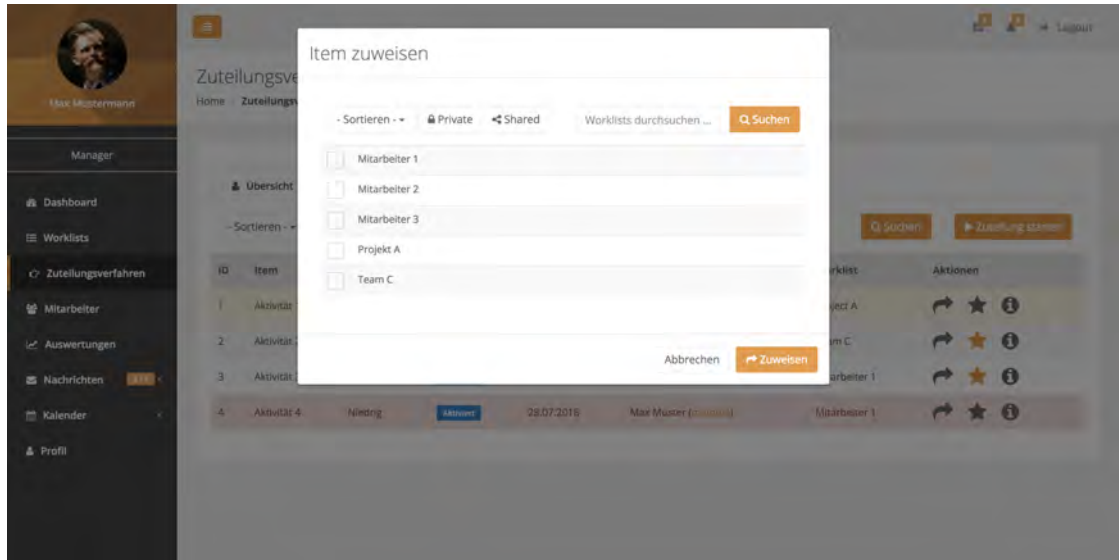 Logout
Max Mustermann
Manager
Dashboard
Worklists
Zuteilungsverfahren
Mitarbeiter
Auswertungen
Nachrichten
Kalender
Profil
Zuteilungsve
Home Zuteilungsv
Übersicht
- Sortieren -
Suchen Zuteilung starten
Item zuweisen
- Sortieren - Private Shared Worklists durchsuchen ... Suchen
Mitarbeiter 1
Mitarbeiter 2
Mitarbeiter 3
Projekt A
Team C
Abbrechen Zuweisen
ID Item rklist Aktionen
1 Aktivität ject A
2 Aktivität am C
3 Aktivität arbeiter 1
4 Aktivität 4 Niedrig Aktiviert 28.07.2018 Max Muster Mitarbeiter 1